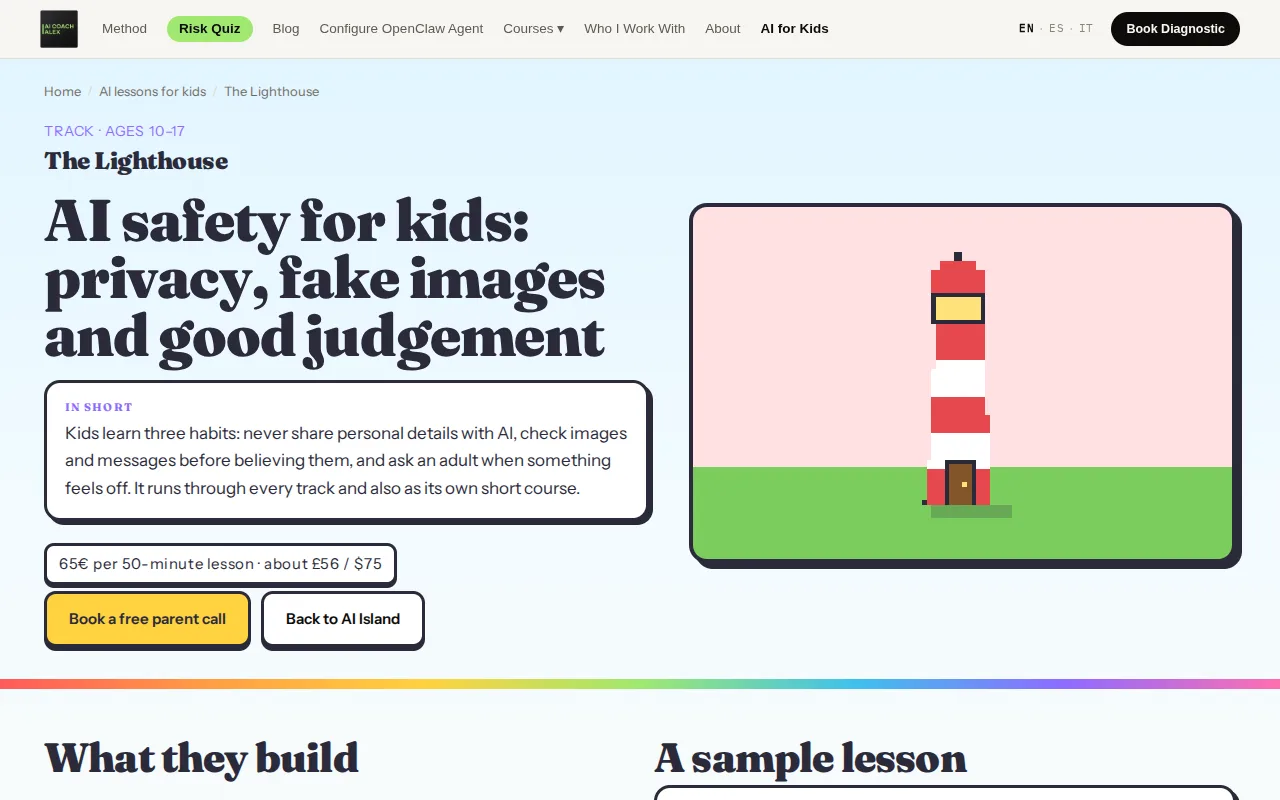 AI COACH
ALEX
Method
Risk Quiz
Blog
Configure OpenClaw Agent
Courses ▾
Who I Work With
About
AI for Kids
EN · ES · IT
Book Diagnostic
Home / AI lessons for kids / The Lighthouse
TRACK · AGES 10–17
The Lighthouse
AI safety for kids:
privacy, fake images
and good judgement
IN SHORT
Kids learn three habits: never share personal details with AI, check images
and messages before believing them, and ask an adult when something
feels off. It runs through every track and also as its own short course.
65€ per 50-minute lesson · about £56 / $75
Book a free parent call
Back to AI Island
What they build
A sample lesson